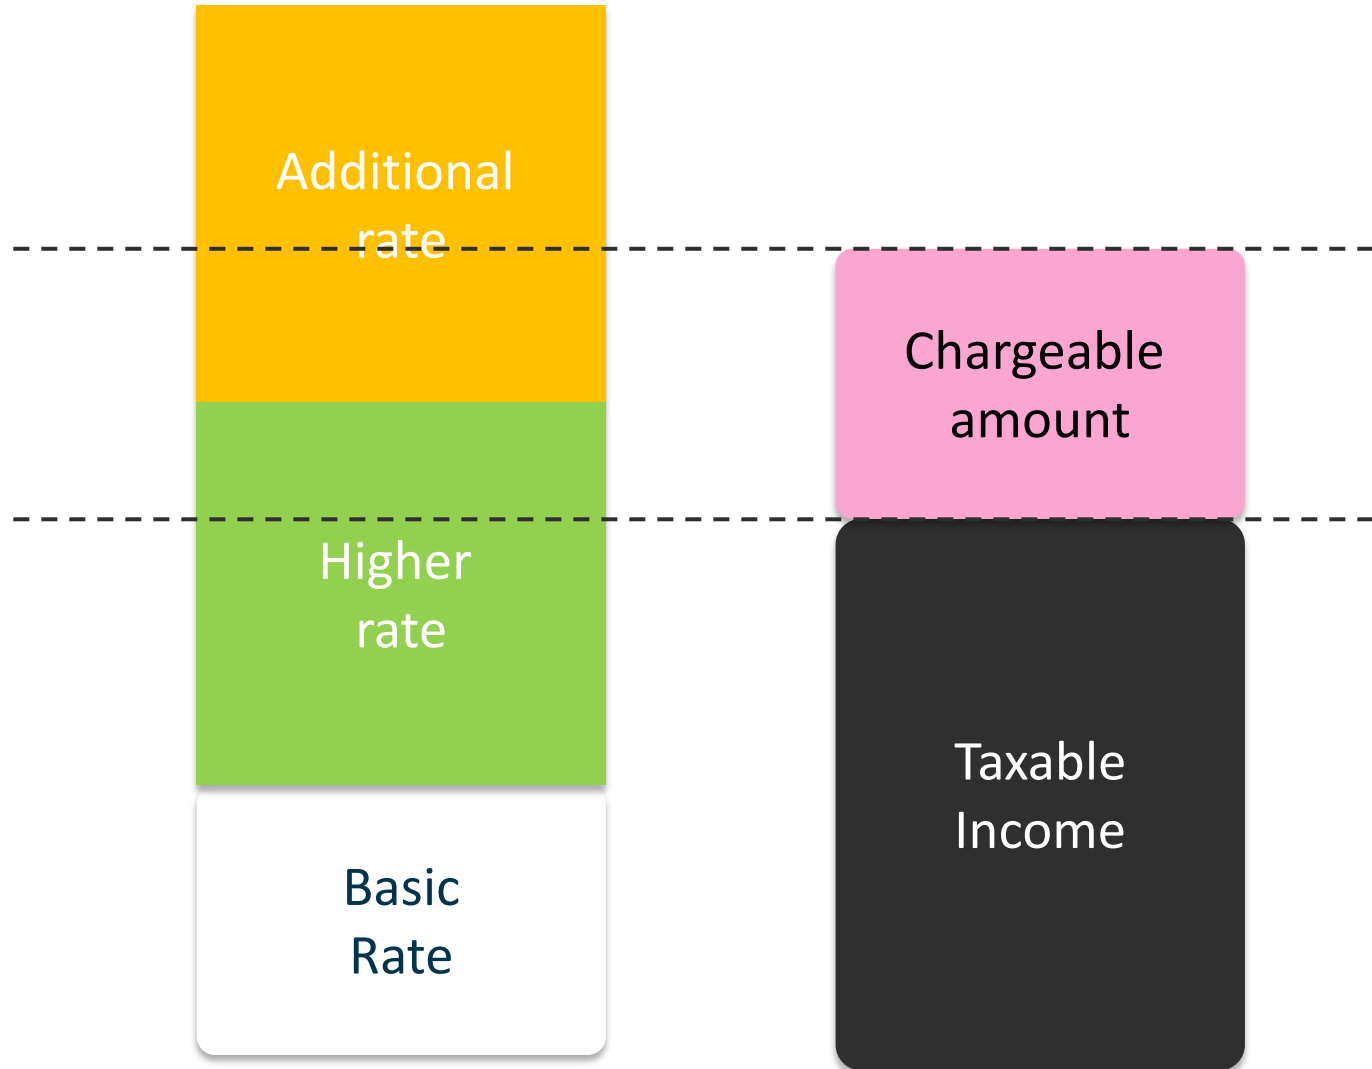 Additional
rate
Higher
rate
Basic
Rate
Chargeable
amount
Taxable
Income